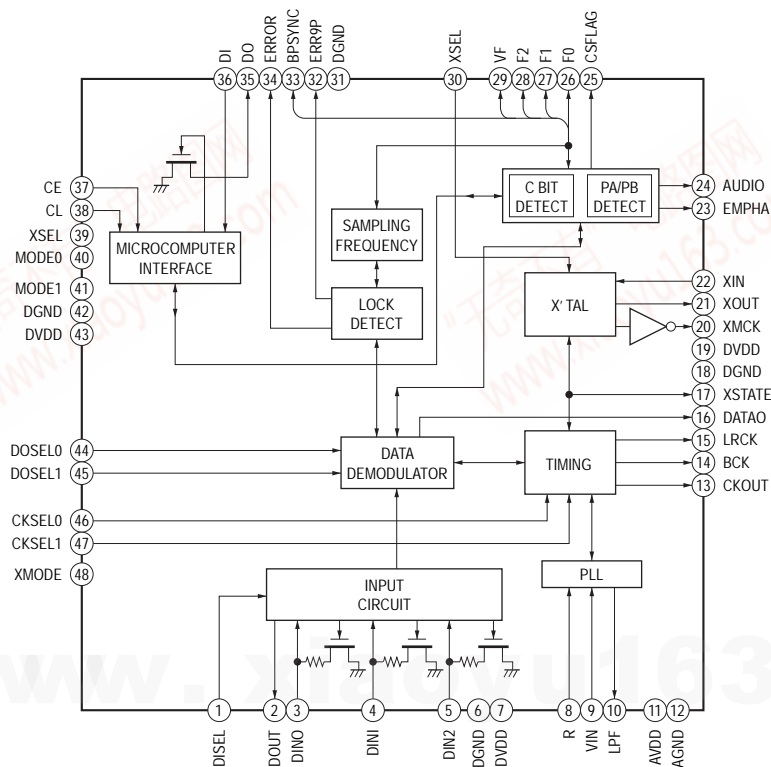 DI
DO
ERROR
BPSYNC
ERR9P
DGND
XSEL
VF
F2
F1
F0
CSFLAG
36 35 34 33 32 31 30 29 28 27 26 25
CE 37
CL 38
XSEL 39
MODE0 40
MODE1 41
DGND 42
DVDD 43
DOSEL0 44
DOSEL1 45
CKSEL0 46
CKSEL1 47
XMODE 48
MICROCOMPUTER
INTERFACE
SAMPLING
FREQUENCY
LOCK
DETECT
C BIT
DETECT
PA/PB
DETECT
X' TAL
DATA
DEMODULATOR
TIMING
INPUT
CIRCUIT
PLL
24 AUDIO
23 EMPHA
22 XIN
21 XOUT
20 XMCK
19 DVDD
18 DGND
17 XSTATE
16 DATAO
15 LRCK
14 BCK
13 CKOUT
1 2 3 4 5 6 7 8 9 10 11 12
DISEL
DOUT
DINO
DINI
DIN2
DGND
DVDD
R
VIN
LPF
AVDD
AGND
www.xiaoyu163